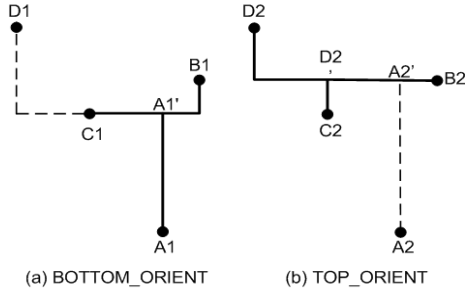 D1
D2
B1
D2
,
A2'
B2
A1'
C1
C2
A1
A2
(a) BOTTOM_ORIENT
(b) TOP_ORIENT